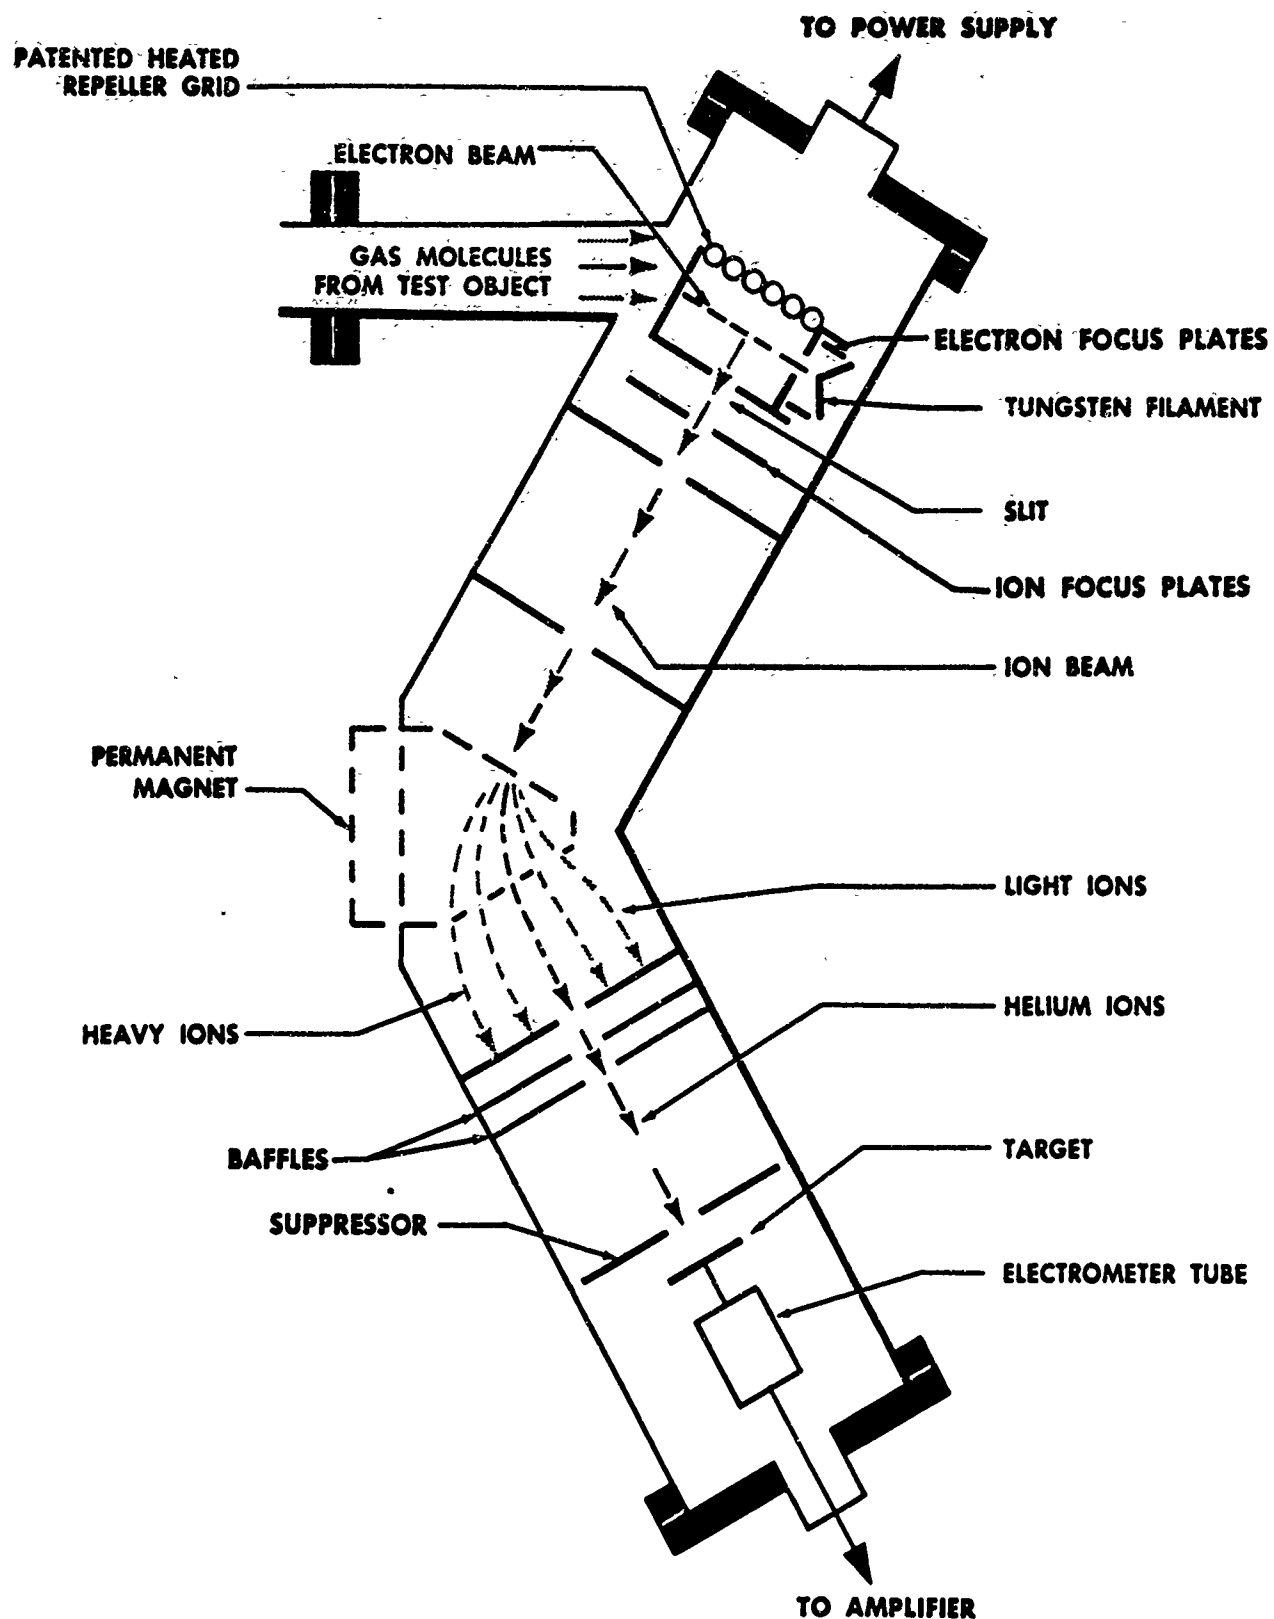 TO POWER SUPPLY
PATENTED HEATED
REPELLER GRID
ELECTRON BEAM
GAS MOLECULES
FROM TEST OBJECT
ELECTRON FOCUS PLATES
TUNGSTEN FILAMENT
SLIT
ION FOCUS PLATES
ION BEAM
PERMANENT
MAGNET
LIGHT IONS
HELIUM IONS
HEAVY IONS
TARGET
BAFFLES
SUPPRESSOR
ELECTROMETER TUBE
TO AMPLIFIER